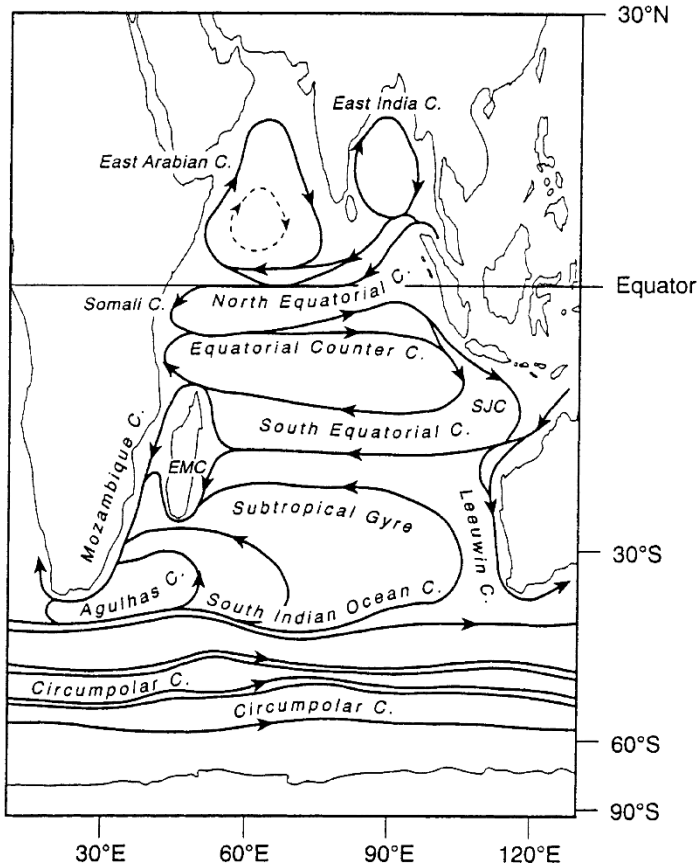 30°N
East India C.
East Arabian C.
Equator
Somali C.
North Equatorial C.
Equatorial Counter C.
SJC
South Equatorial C.
EMC
Mozambique C.
Subtropical Gyre
Leeuwin C.
30°S
Agulhas C.
South Indian Ocean C.
Circumpolar C.
Circumpolar C.
60°S
90°S
30°E
60°E
90°E
120°E